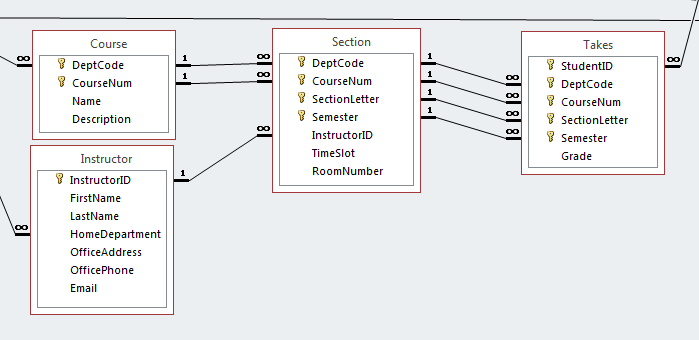 Course
∞
DeptCode
CourseNum
Name
Description
1
1
Instructor
InstructorID
FirstName
LastName
HomeDepartment
OfficeAddress
OfficePhone
Email
∞
1
Section
∞
∞
∞
DeptCode
CourseNum
SectionLetter
Semester
InstructorID
TimeSlot
RoomNumber
1
1
1
1
Takes
∞
∞
∞
∞
StudentID
DeptCode
CourseNum
SectionLetter
Semester
Grade
∞